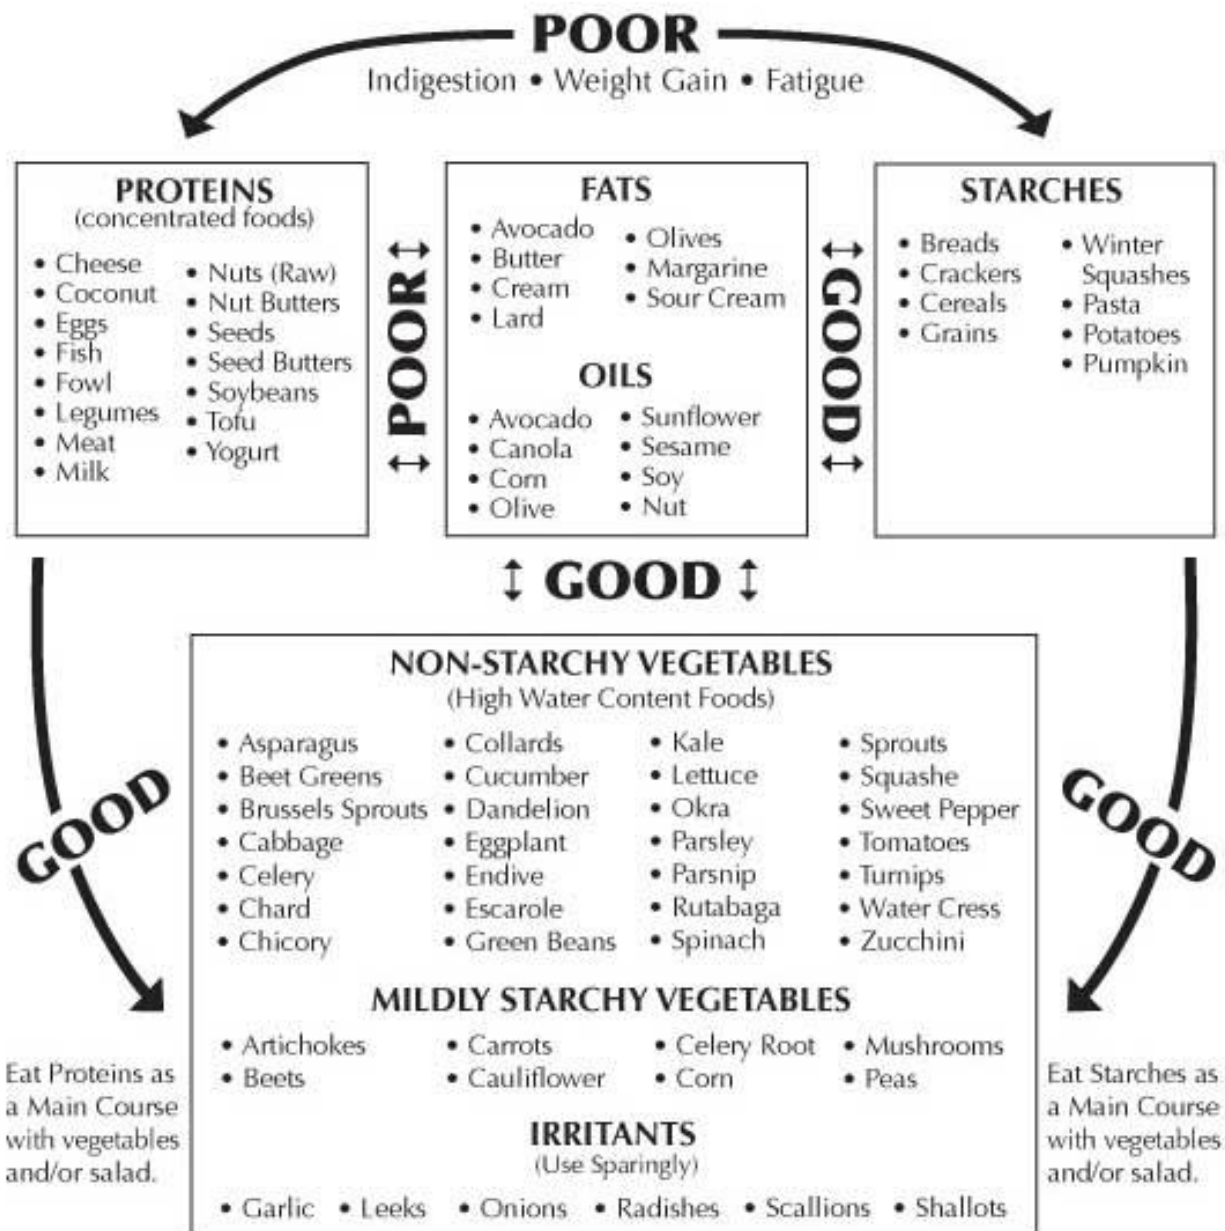 POOR
Indigestion • Weight Gain • Fatigue
PROTEINS
(concentrated foods)
• Cheese
• Coconut
• Eggs
• Fish
• Fowl
• Legumes
• Meat
• Milk
• Nuts (Raw)
• Nut Butters
• Seeds
• Seed Butters
• Soybeans
• Tofu
• Yogurt
POOR
FATS
• Avocado
• Butter
• Cream
• Lard
• Olives
• Margarine
• Sour Cream
OILS
• Avocado
• Canola
• Corn
• Olive
• Sunflower
• Sesame
• Soy
• Nut
GOOD
STARCHES
• Breads
• Crackers
• Cereals
• Grains
• Winter
Squashes
• Pasta
• Potatoes
• Pumpkin
GOOD
NON-STARCHY VEGETABLES
(High Water Content Foods)
• Asparagus
• Beet Greens
• Brussels Sprouts
• Cabbage
• Celery
• Chard
• Chicory
• Collards
• Cucumber
• Dandelion
• Eggplant
• Endive
• Escarole
• Green Beans
• Kale
• Lettuce
• Okra
• Parsley
• Parsnip
• Rutabaga
• Spinach
• Sprouts
• Squashe
• Sweet Pepper
• Tomatoes
• Turnips
• Water Cress
• Zucchini
MILDLY STARCHY VEGETABLES
• Artichokes
• Beets
• Carrots
• Cauliflower
• Celery Root
• Corn
• Mushrooms
• Peas
IRRITANTS
(Use Sparingly)
• Garlic • Leeks • Onions • Radishes • Scallions • Shallots
GOOD
Eat Proteins as
a Main Course
with vegetables
and/or salad.
GOOD
Eat Starches as
a Main Course
with vegetables
and/or salad.